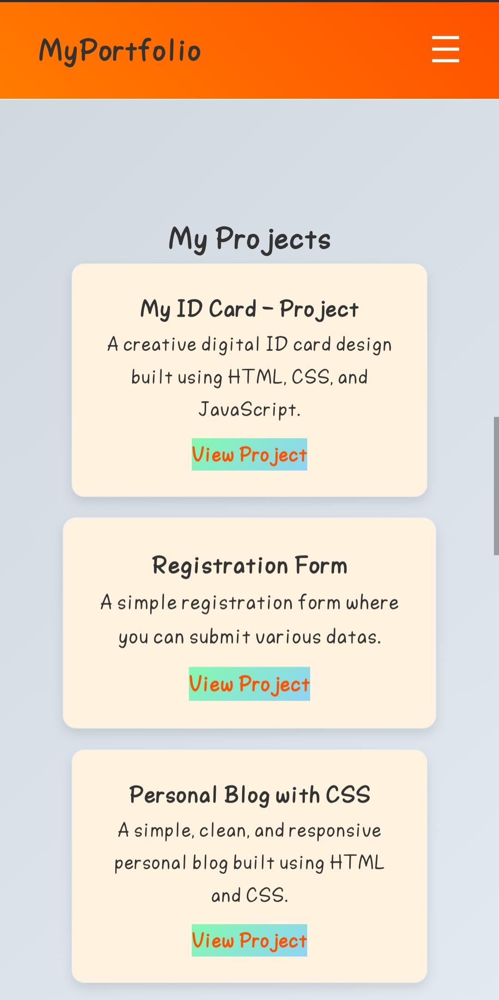 MyPortfolio
My Projects
My ID Card - Project
A creative digital ID card design
built using HTML, CSS, and
JavaScript.
View Project
Registration Form
A simple registration form where
you can submit various datas.
View Project
Personal Blog with CSS
A simple, clean, and responsive
personal blog built using HTML
and CSS.
View Project